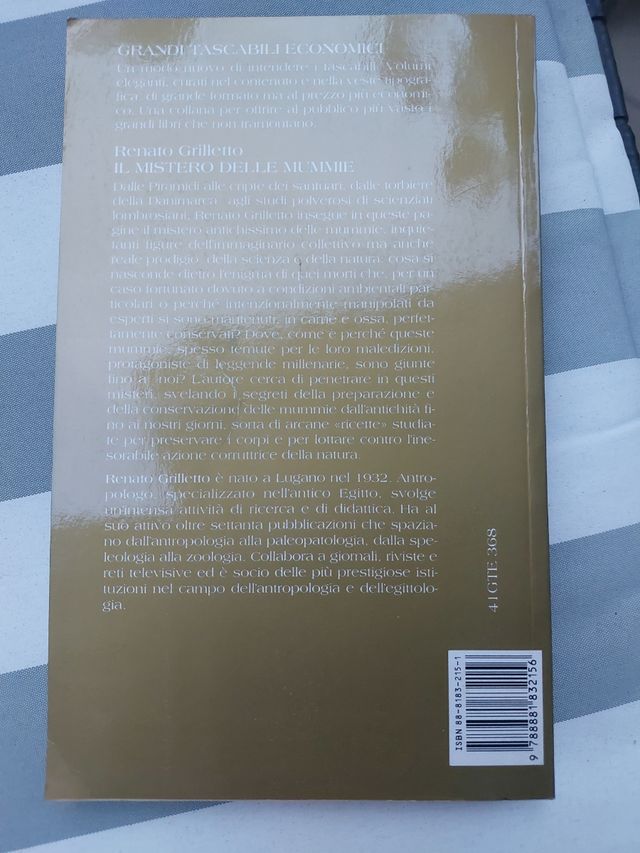 GRANDI TASCABILI ECONOMICI
Un modo nuovo di intendere i tascabili. Volumi
eleganti, curati nel contenuto e nella veste tipogra-
fica, di grande formato ma al prezzo più economi-
co. Una collana per offrire al pubblico più vasto i
grandi libri che non tramontano.
Renato Grilletto
IL MISTERO DELLE MUMMIE
Dalle Piramidi alle cripte dei santuari, dalle torbiere
della Danimarca agli studi polverosi di scienziati
lombrosiani, Renato Grilletto insegue in queste pa-
gine il mistero antichissimo delle mummie, inquie-
tanti figure dell'immaginario collettivo ma anche
reale prodigio della scienza e della natura: cosa si
nasconde dietro l'enigma di quei morti che, per un
caso fortunato dovuto a condizioni ambientali par-
ticolari o perché intenzionalmente manipolati da
esperti si sono mantenuti, in carne e ossa, perfet-
tamente conservati? Dove, come e perché queste
mummie, spesso temute per le loro maledizioni,
protagoniste di leggende millenarie, sono giunte
fino a noi? L'autore cerca di penetrare in questi
misteri, svelando i segreti della preparazione e
della conservazione delle mummie dall'antichità fi-
no ai nostri giorni, sorta di arcane «ricette» studia-
te per preservare i corpi e per lottare contro l'ine-
sorabile azione corruttrice della natura.
Renato Grilletto è nato a Lugano nel 1932. Antro-
pologo, specializzato nell'antico Egitto, svolge
un'intensa attività di ricerca e di didattica. Ha al
suo attivo oltre settanta pubblicazioni che spazia-
no dall'antropologia alla paleopatologia, dalla spe-
leologia alla zoologia. Collabora a giornali, riviste e
reti televisive ed è socio delle più prestigiose isti-
tuzioni nel campo dell'antropologia e dell'egittolo-
gia.
41 GTE 368
ISBN 88-8183-215-1
9 788881 832156